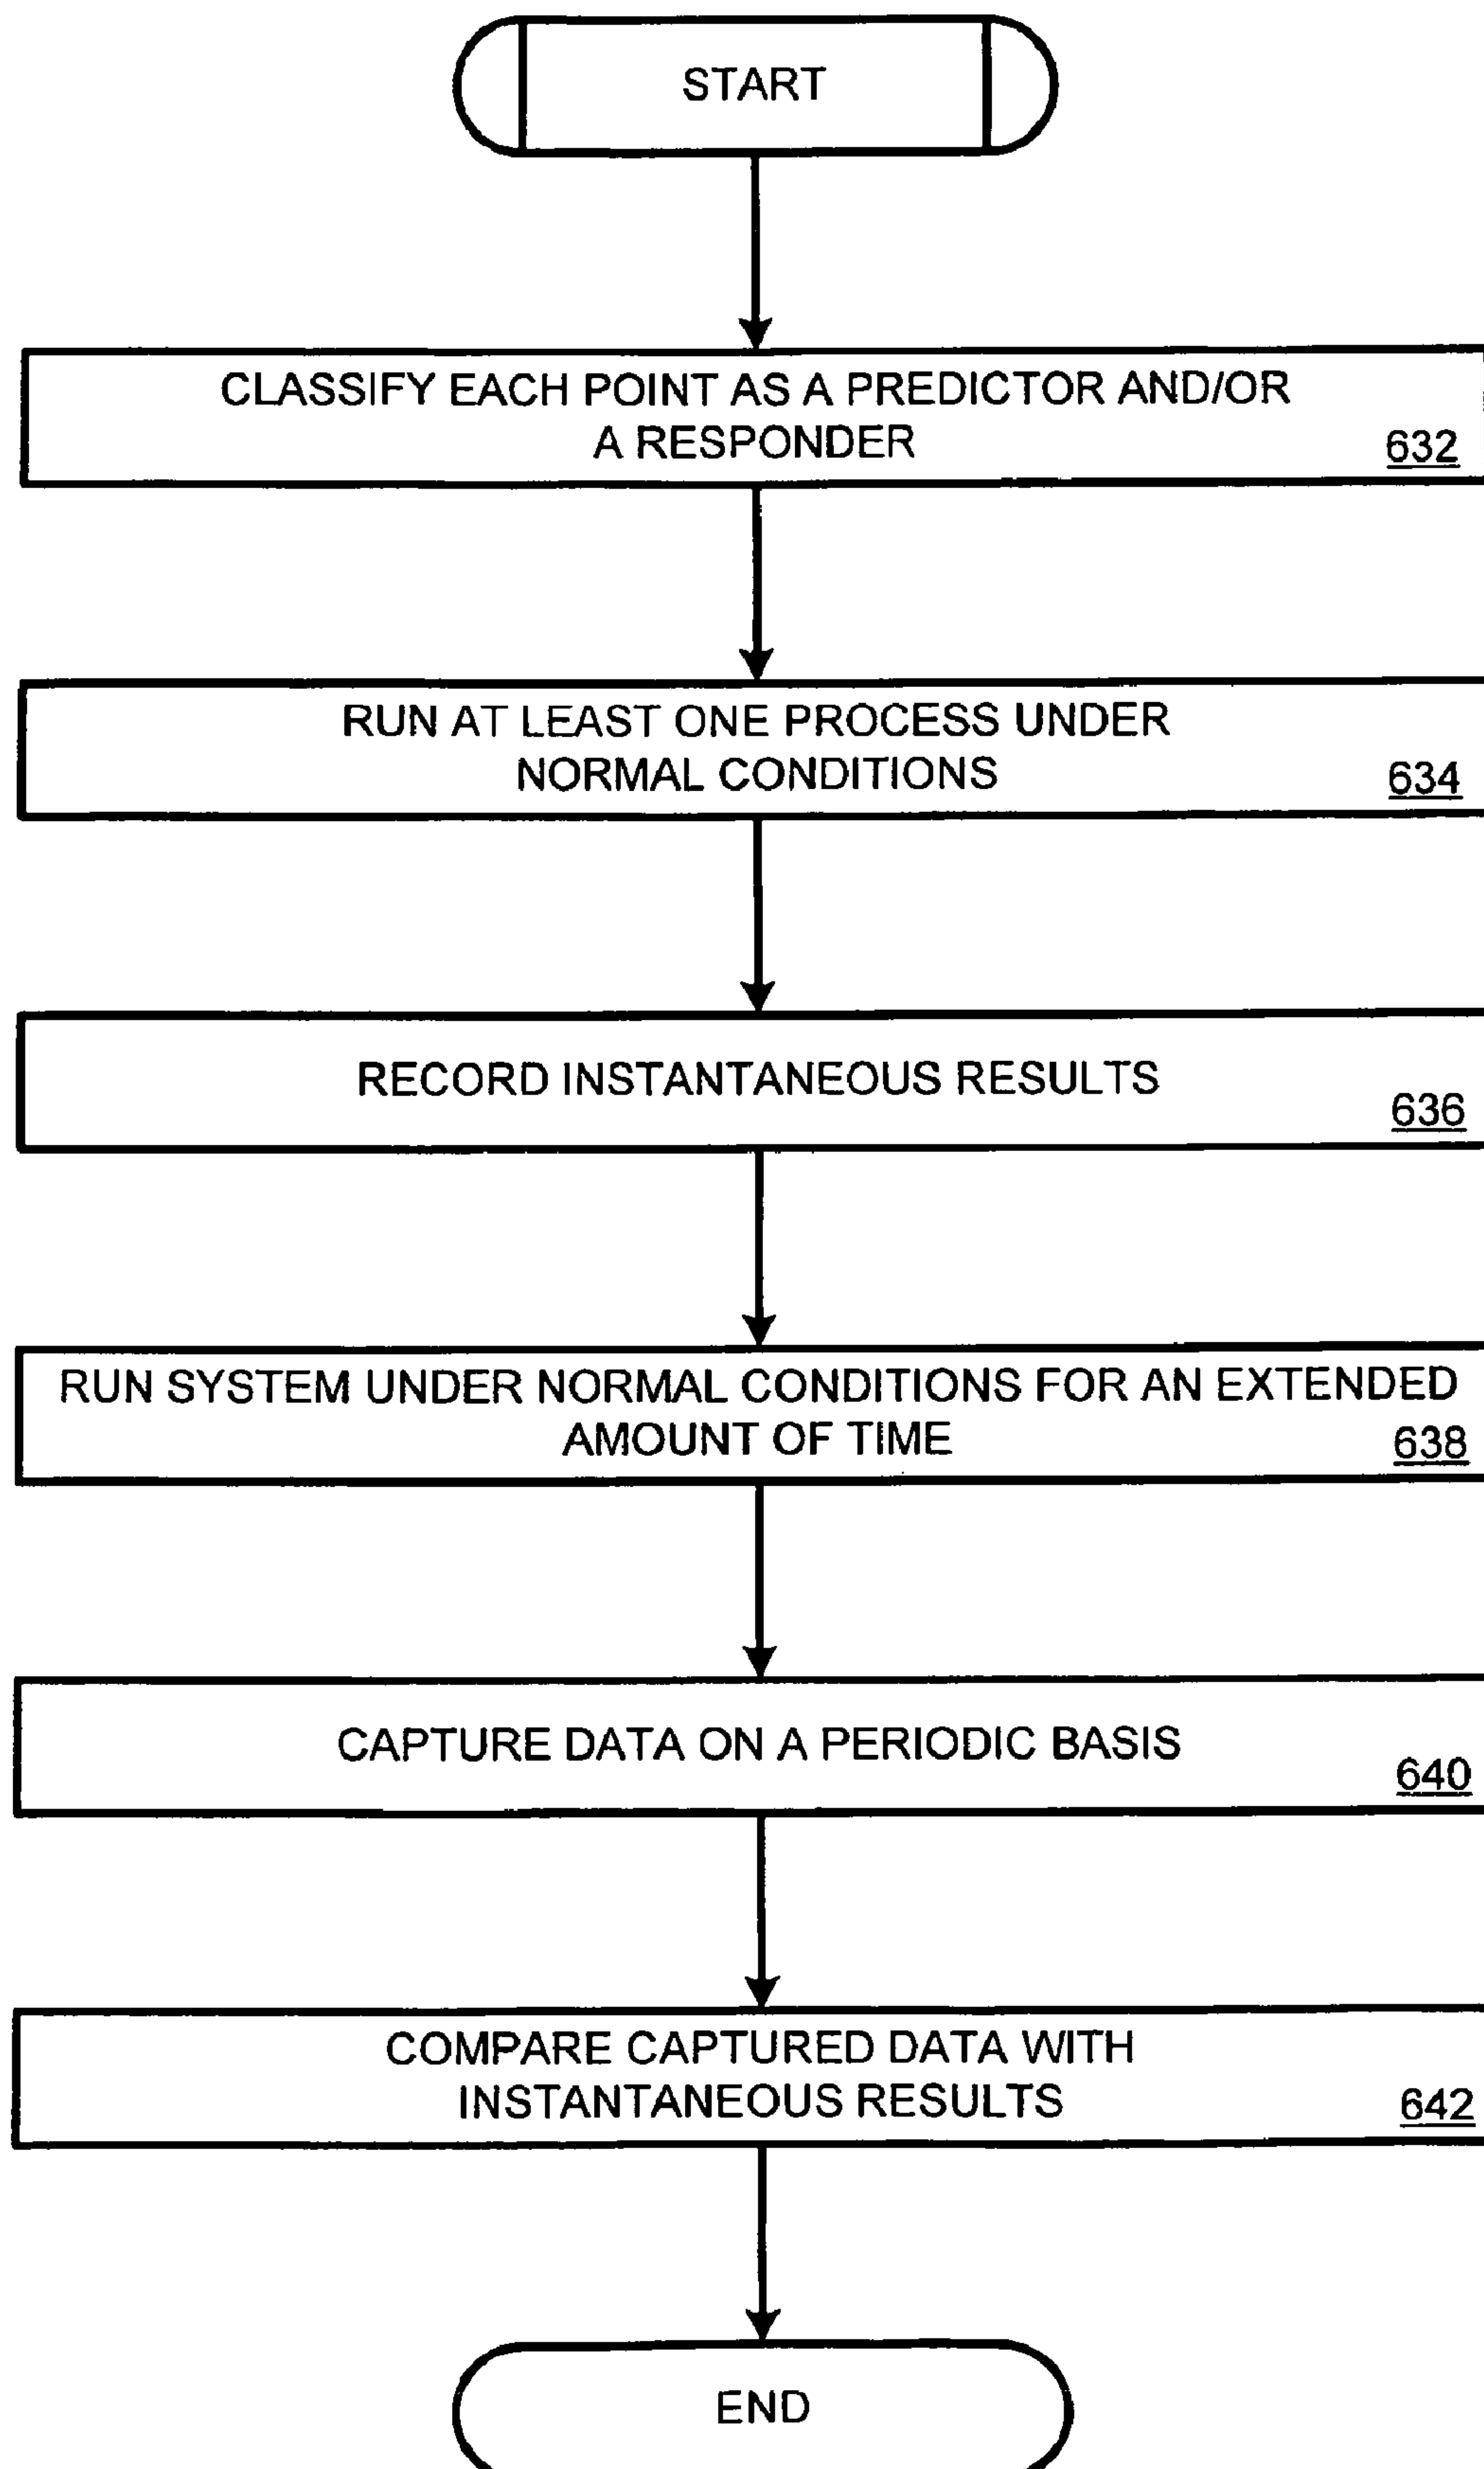 START
CLASSIFY EACH POINT AS A PREDICTOR AND/OR
A RESPONDER
632
RUN AT LEAST ONE PROCESS UNDER
NORMAL CONDITIONS
634
RECORD INSTANTANEOUS RESULTS
636
RUN SYSTEM UNDER NORMAL CONDITIONS FOR AN EXTENDED
AMOUNT OF TIME
638
CAPTURE DATA ON A PERIODIC BASIS
640
COMPARE CAPTURED DATA WITH
INSTANTANEOUS RESULTS
642
END